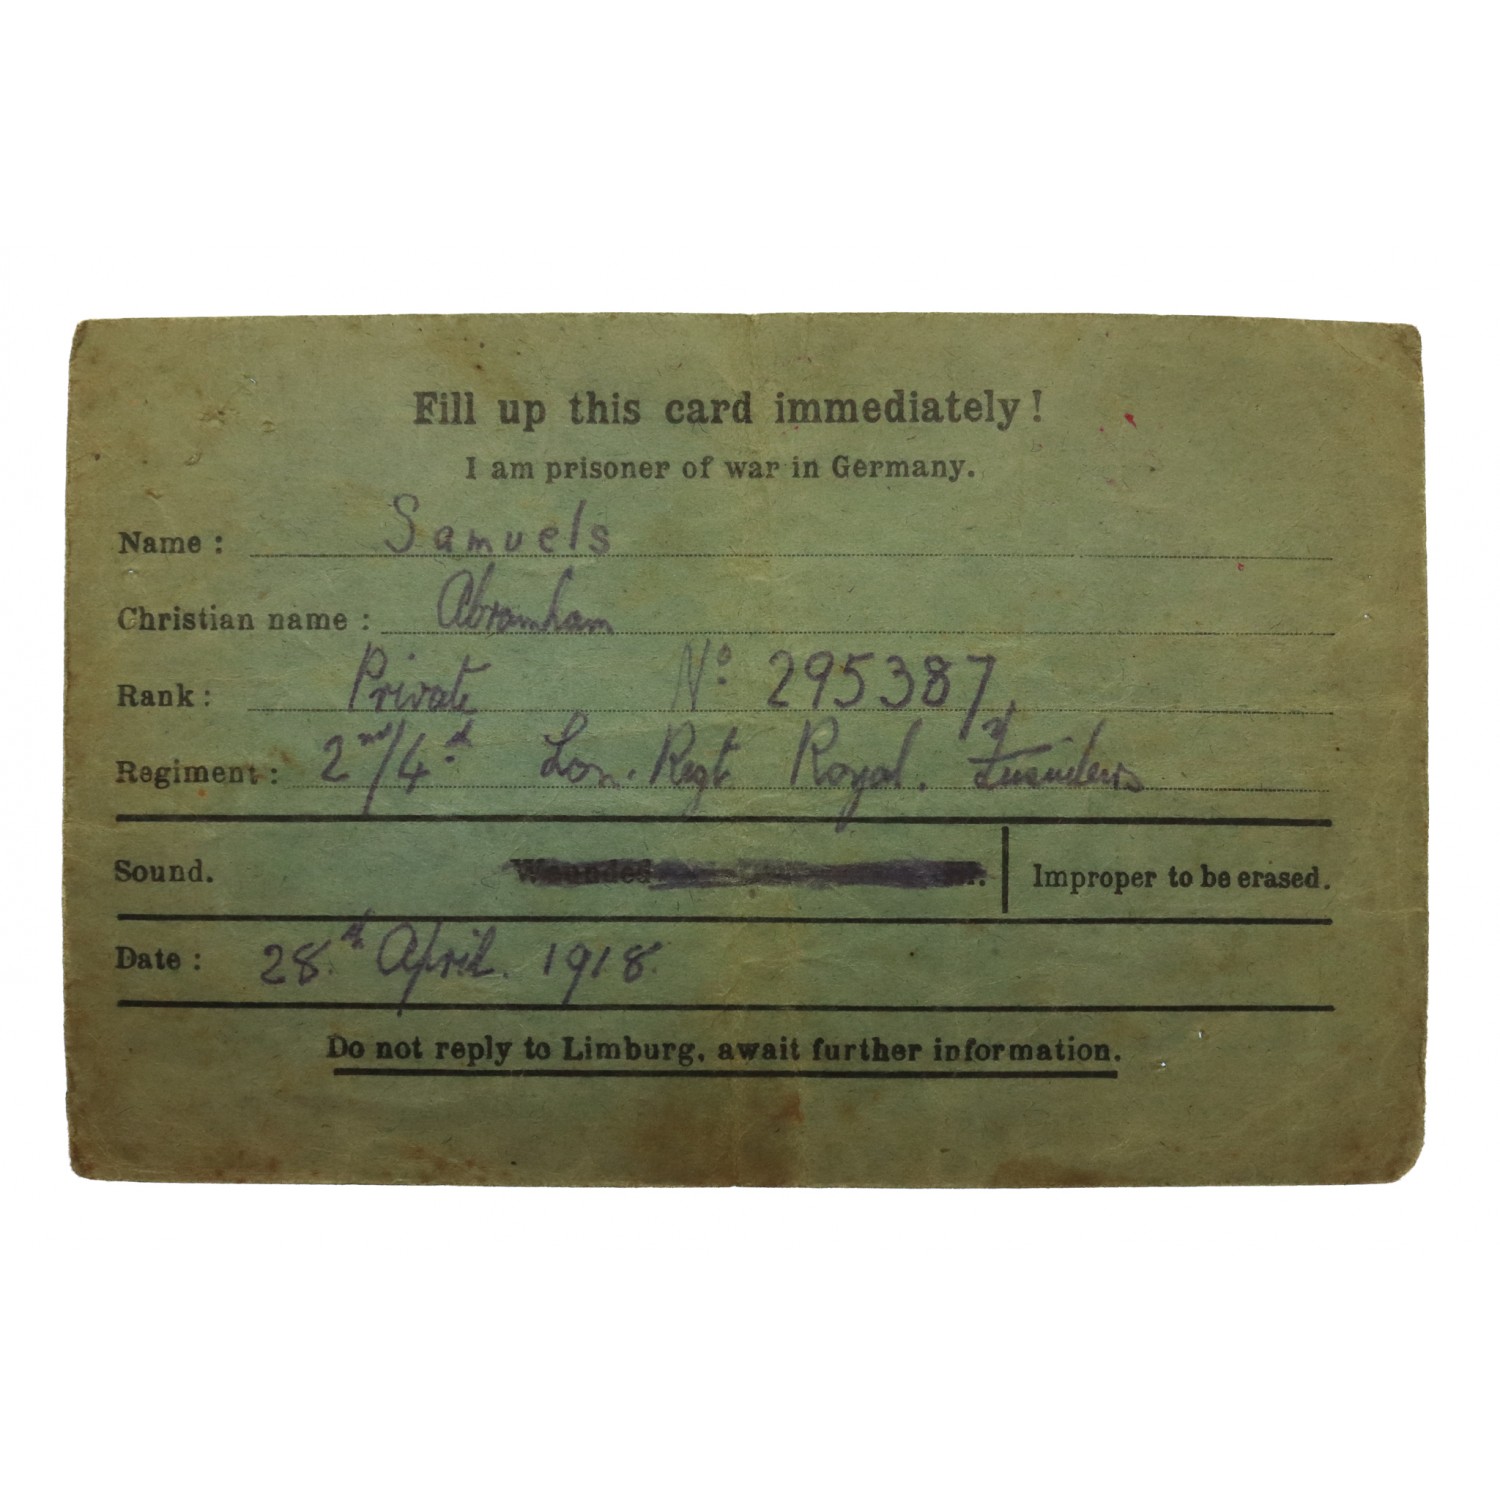 Fill up this card immediately!
I am prisoner of war in Germany.
Name: Samuels
Christian name: Abramham
Rank: Private No. 295387
Regiment: 2nd/4th Lon. Regt Royal. Fusiliers
Sound. Wounded Improper to be erased.
Date: 28th April. 1918.
Do not reply to Limburg, await further information.